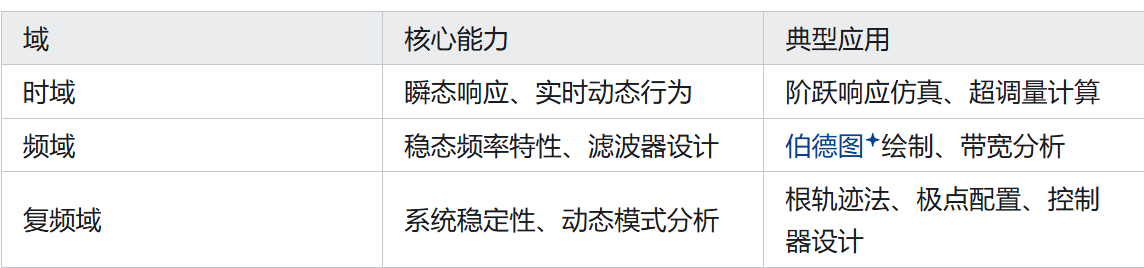 域 核心能力 典型应用
时域 瞬态响应、实时动态行为 阶跃响应仿真、超调量计算
频域 稳态频率特性、滤波器设计 伯德图绘制、带宽分析
复频域 系统稳定性、动态模式分析 根轨迹法、极点配置、控制
器设计